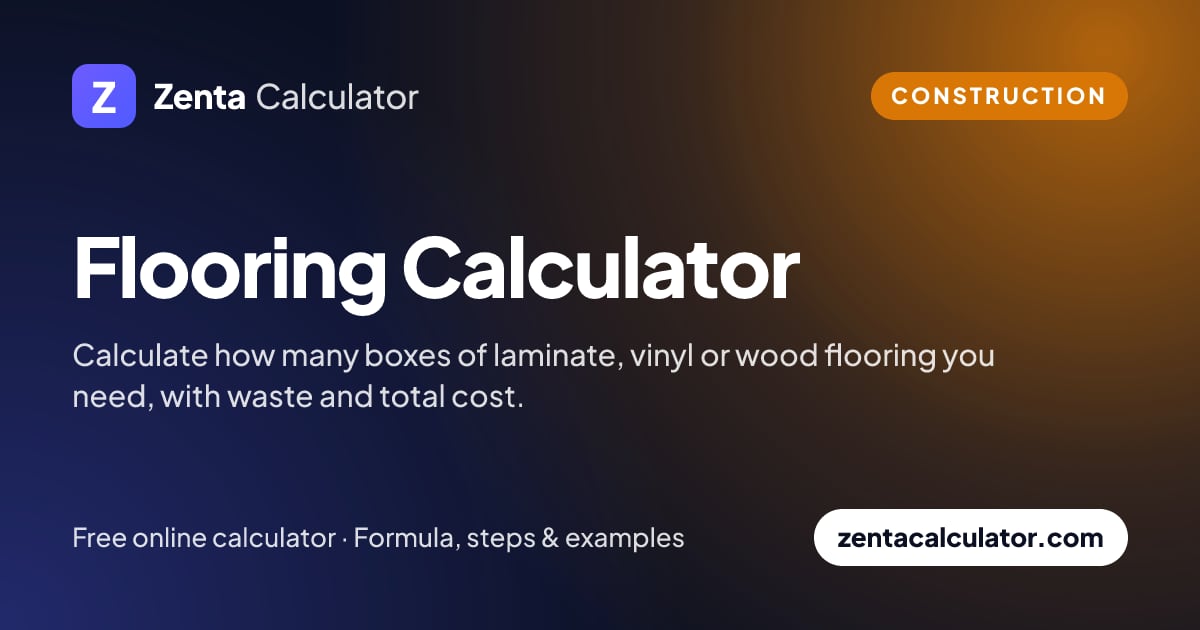 Z
Zenta Calculator
CONSTRUCTION
Flooring Calculator
Calculate how many boxes of laminate, vinyl or wood flooring you
need, with waste and total cost.
Free online calculator · Formula, steps & examples
zentacalculator.com